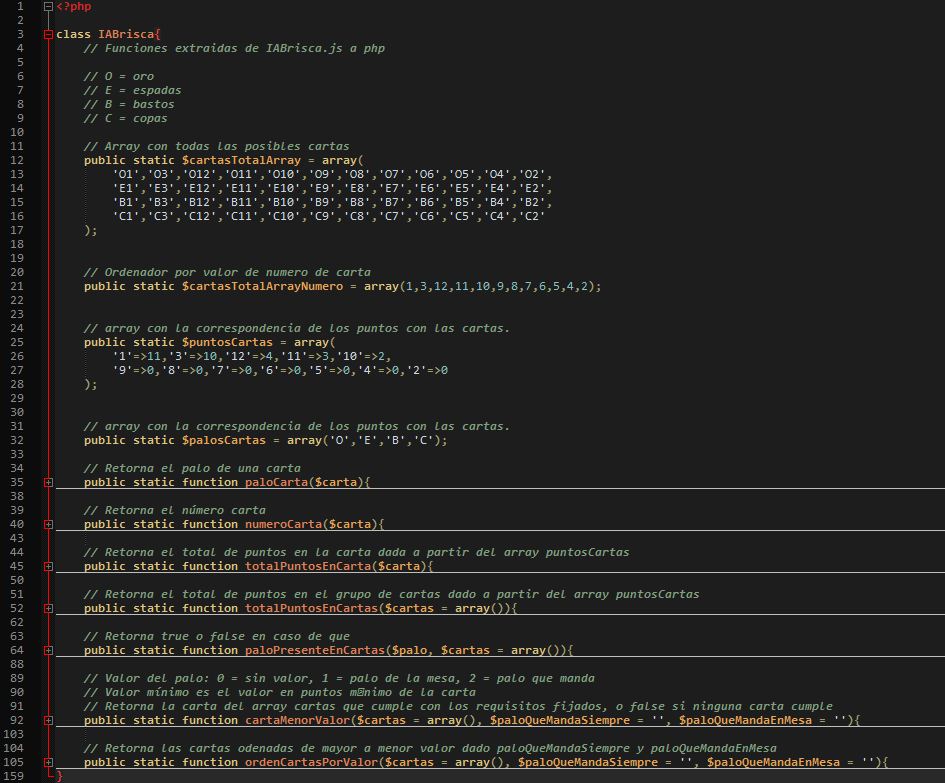 1 <?php
2
3 class IABrisca{
4 // Funciones extraidas de IABrisca.js a php
5
6 // O = oro
7 // E = espadas
8 // B = bastos
9 // C = copas
10
11 // Array con todas las posibles cartas
12 public static $cartasTotalArray = array(
13 'O1','O3','O12','O11','O10','O9','O8','O7','O6','O5','O4','O2',
14 'E1','E3','E12','E11','E10','E9','E8','E7','E6','E5','E4','E2',
15 'B1','B3','B12','B11','B10','B9','B8','B7','B6','B5','B4','B2',
16 'C1','C3','C12','C11','C10','C9','C8','C7','C6','C5','C4','C2'
17 );
18
19
20 // Ordenador por valor de numero de carta
21 public static $cartasTotalArrayNumero = array(1,3,12,11,10,9,8,7,6,5,4,2);
22
23
24 // array con la correspondencia de los puntos con las cartas.
25 public static $puntosCartas = array(
26 '1'=>11,'3'=>10,'12'=>4,'11'=>3,'10'=>2,
27 '9'=>0,'8'=>0,'7'=>0,'6'=>0,'5'=>0,'4'=>0,'2'=>0
28 );
29
30
31 // array con la correspondencia de los puntos con las cartas.
32 public static $palosCartas = array('O','E','B','C');
33
34 // Retorna el palo de una carta
35 public static function paloCarta($carta){
38
39 // Retorna el número carta
40 public static function numeroCarta($carta){
43
44 // Retorna el total de puntos en la carta dada a partir del array puntosCartas
45 public static function totalPuntosEnCarta($carta){
50
51 // Retorna el total de puntos en el grupo de cartas dado a partir del array puntosCartas
52 public static function totalPuntosEnCartas($cartas = array()){
62
63 // Retorna true o false en caso de que
64 public static function paloPresenteEnCartas($palo, $cartas = array()){
88
89 // Valor del palo: 0 = sin valor, 1 = palo de la mesa, 2 = palo que manda
90 // Valor mínimo es el valor en puntos m�nimo de la carta
91 // Retorna la carta del array cartas que cumple con los requisitos fijados, o false si ninguna carta cumple
92 public static function cartaMenorValor($cartas = array(), $paloQueMandaSiempre = '', $paloQueMandaEnMesa = ''){
103
104 // Retorna las cartas odenadas de mayor a menor valor dado paloQueMandaSiempre y paloQueMandaEnMesa
105 public static function ordenCartasPorValor($cartas = array(), $paloQueMandaSiempre = '', $paloQueMandaEnMesa = ''){
159 }